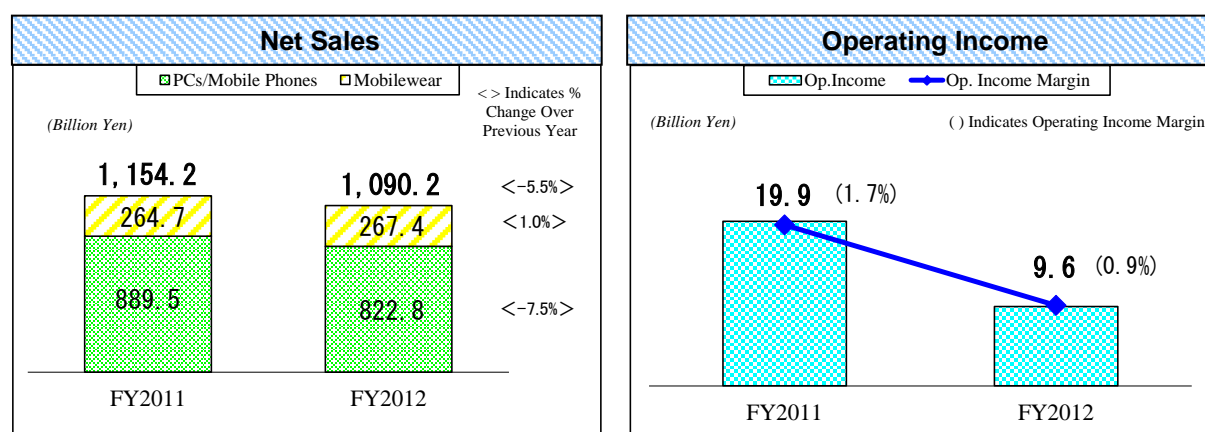 Net Sales
PCs/Mobile Phones Mobilewear
<> Indicates %
Change Over
Previous Year
(Billion Yen)
1,154.2
1,090.2
<-5.5%>
264.7
267.4
<1.0%>
889.5
822.8
<-7.5%>
FY2011
FY2012
Operating Income
Op.Income Op. Income Margin
(Billion Yen)
( ) Indicates Operating Income Margin
19.9 (1.7%)
9.6 (0.9%)
FY2011
FY2012